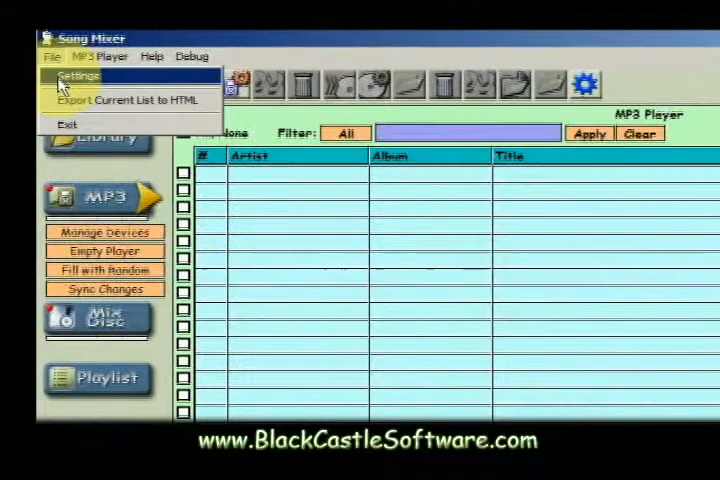 Song Mixer
File MP3 Player Help Debug
Settings
Export Current List to HTML
Exit
MP3 Player
Library
None Filter: All Apply Clear
# Artist Album Title
MP3
Manage Devices
Empty Player
Fill with Random
Sync Changes
Mix
Disc
Playlist
www.BlackCastleSoftware.com